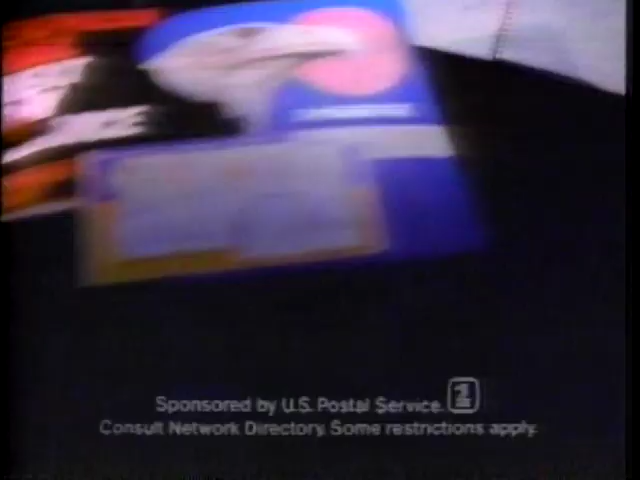 Sponsored by U.S. Postal Service.
Consult Network Directory. Some restrictions apply.